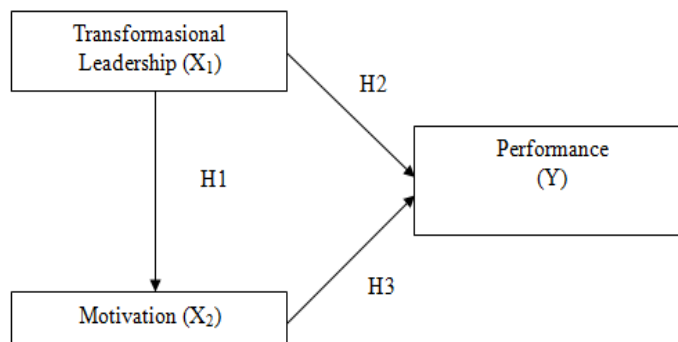 Transformasional
Leadership (X₁)
H2
Performance
(Y)
H1
H3
Motivation (X₂)